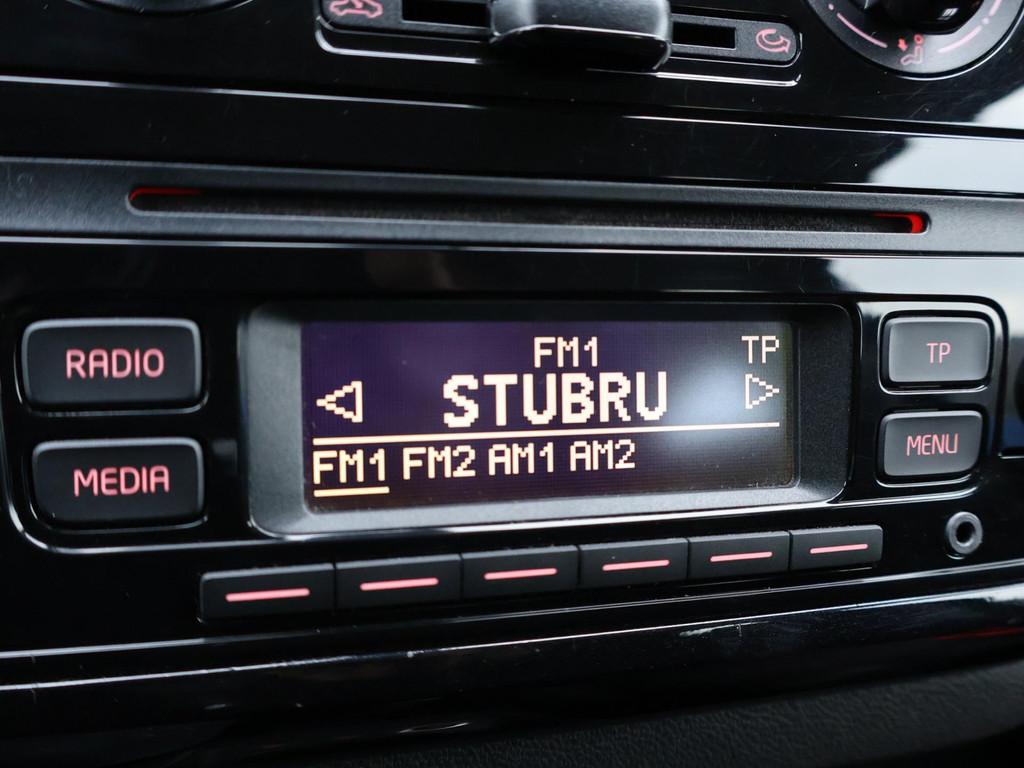 RADIO
MEDIA
FM1 TP
STUBRU
FM1 FM2 AM1 AM2
TP
MENU